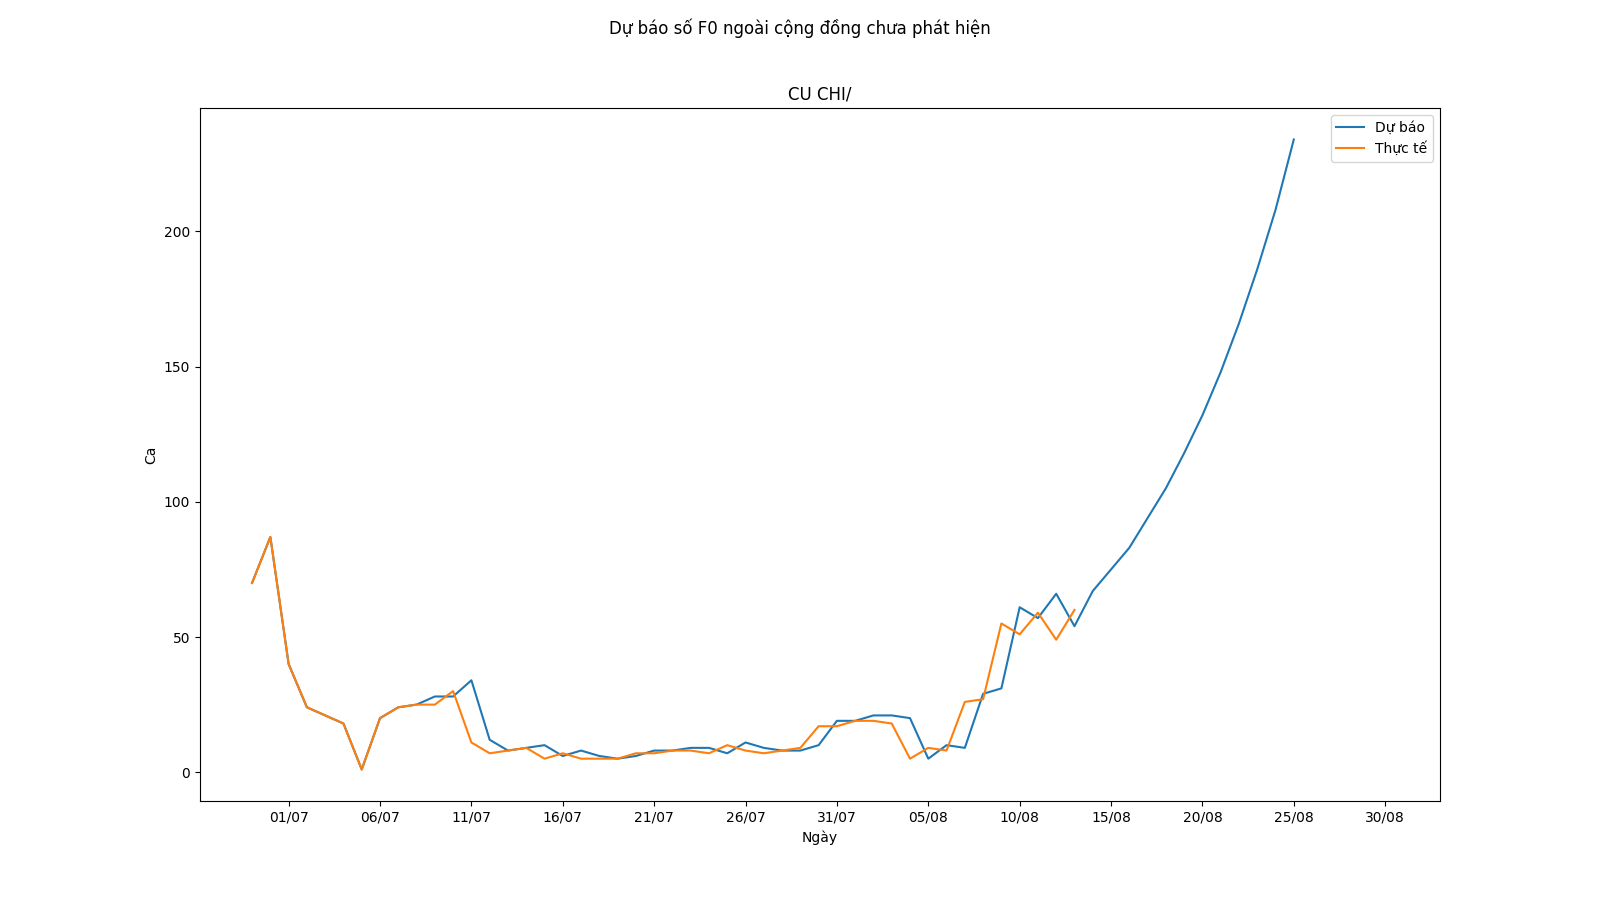 Dự báo số F0 ngoài cộng đồng chưa phát hiện
CU CHI/
Dự báo
Thực tế
200
150
100
50
0
Ca
01/07 06/07 11/07 16/07 21/07 26/07 31/07 05/08 10/08 15/08 20/08 25/08 30/08
Ngày